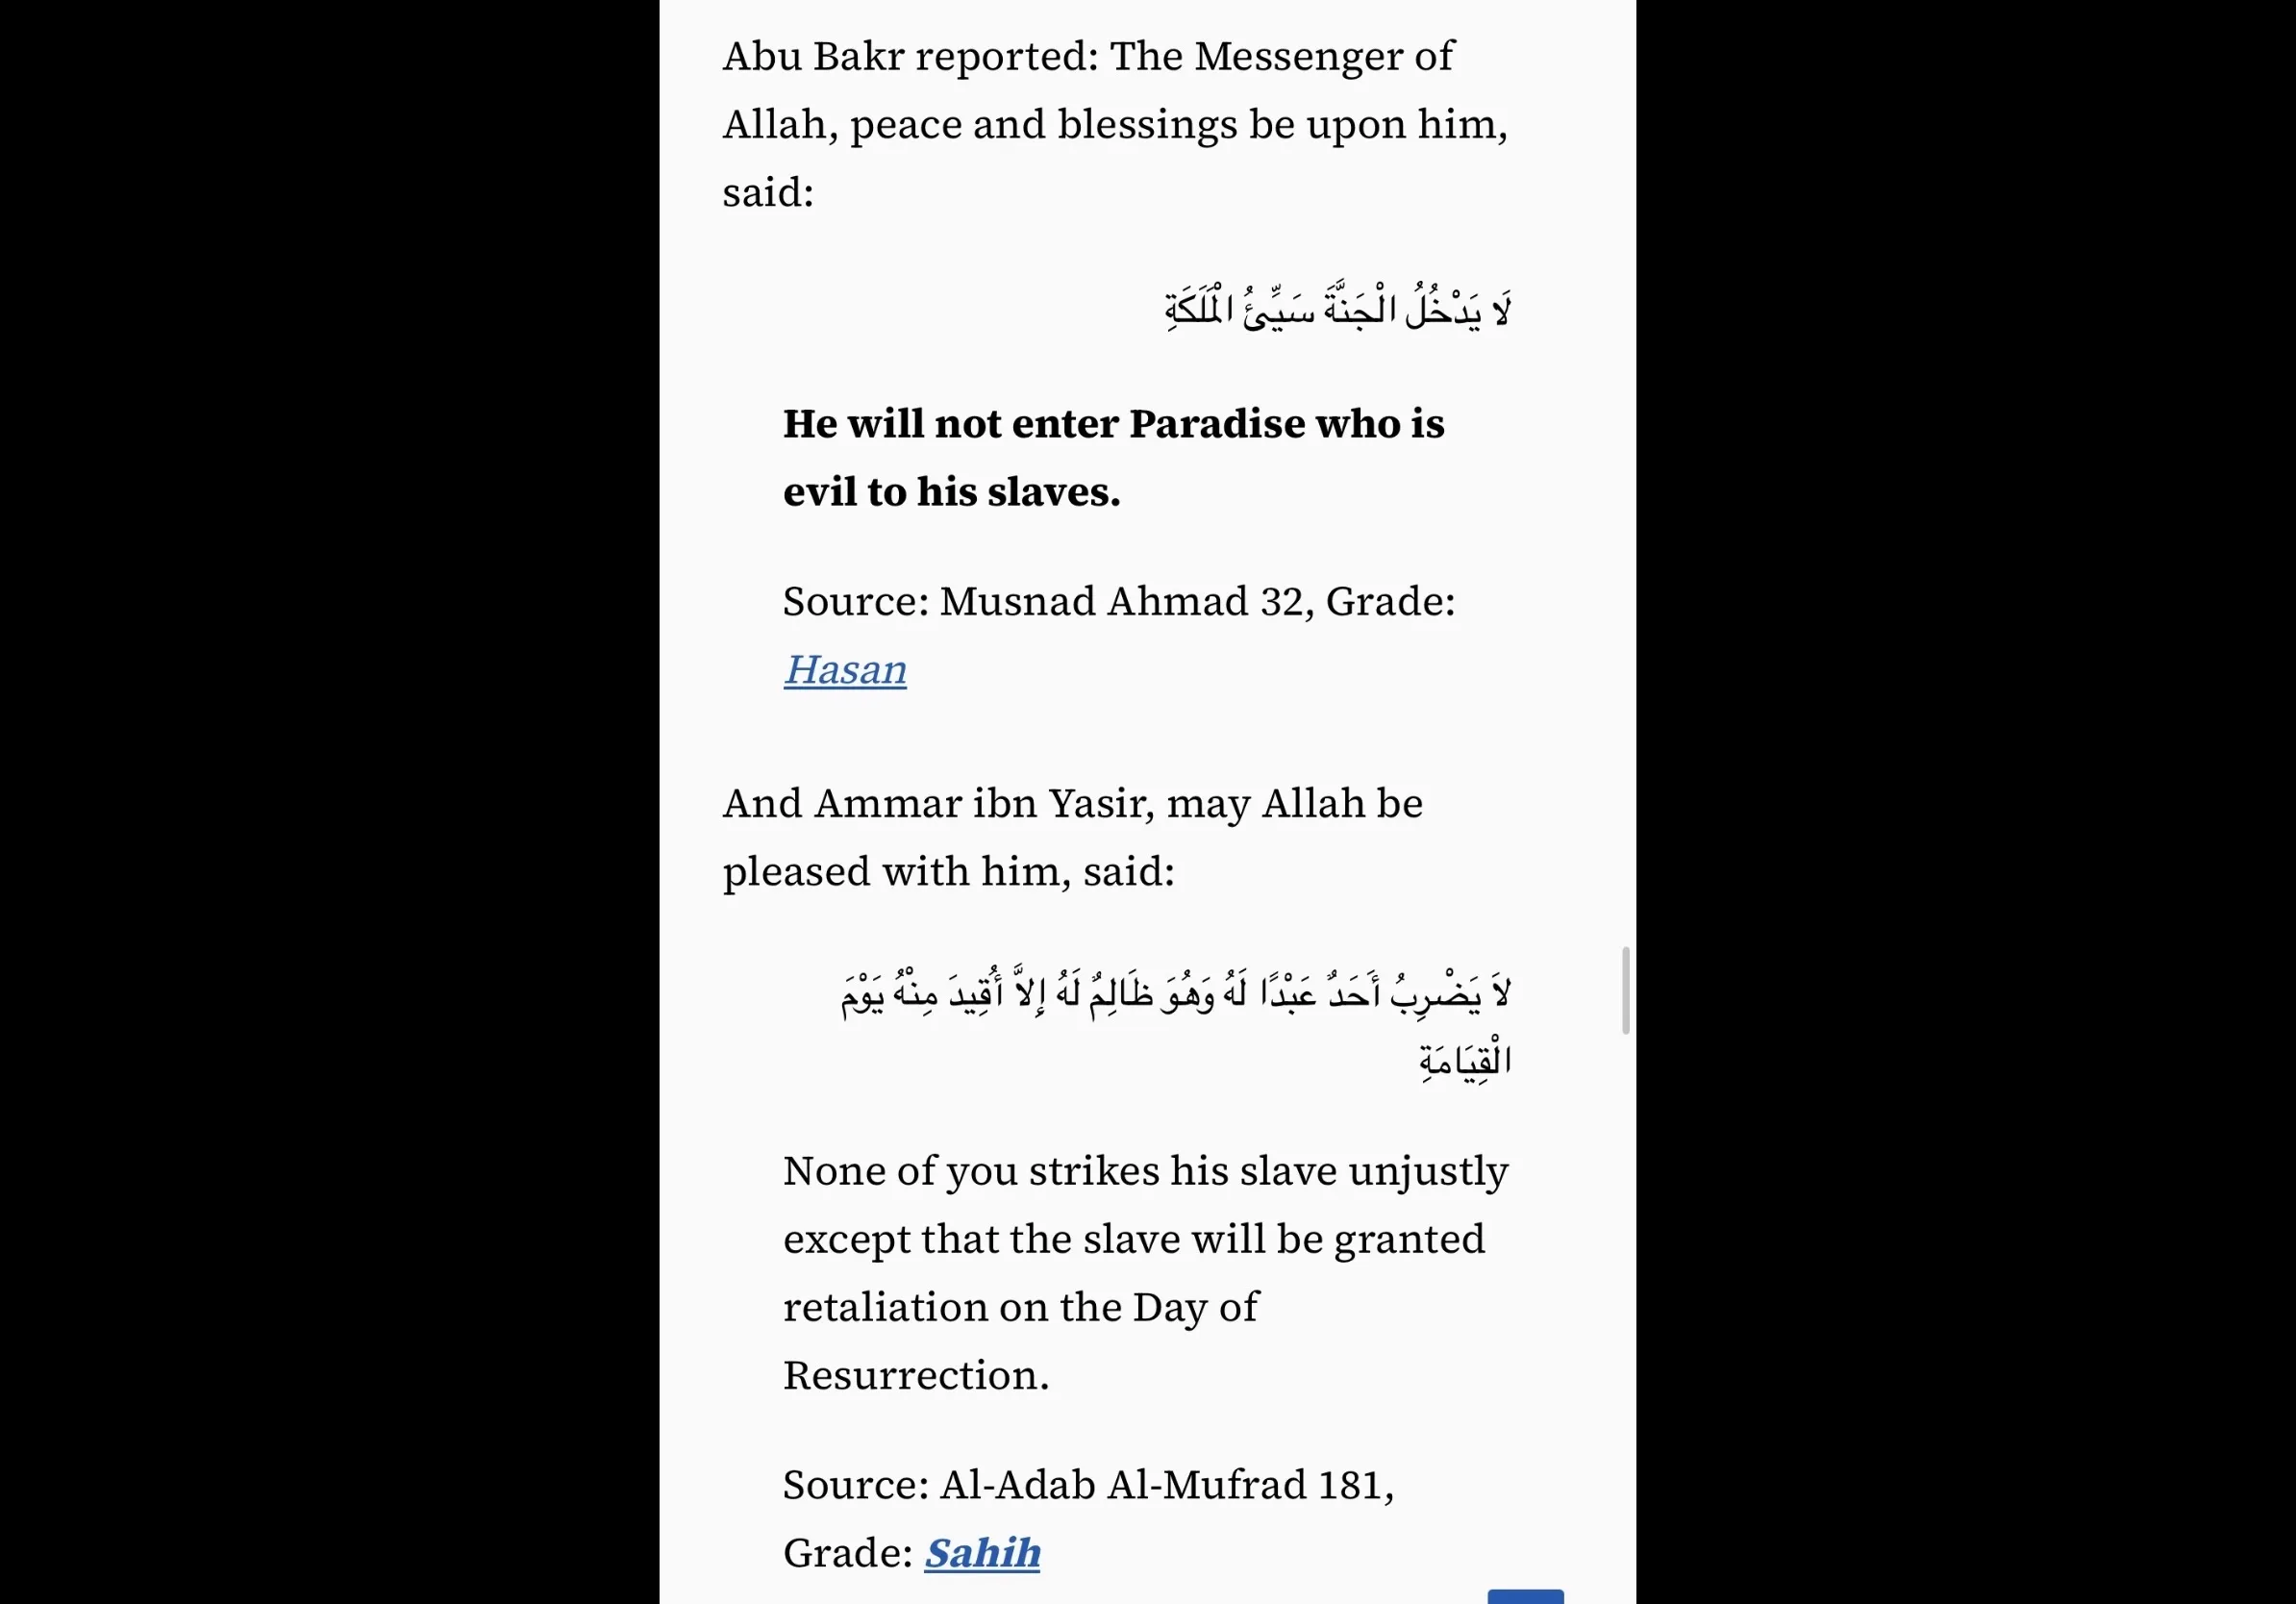 Abu Bakr reported: The Messenger of
Allah, peace and blessings be upon him,
said:
لَا يَدْخُلُ الْجَنَّةَ سَيِّئُ الْمَلَكَةِ
He will not enter Paradise who is
evil to his slaves.
Source: Musnad Ahmad 32, Grade:
Hasan
And Ammar ibn Yasir, may Allah be
pleased with him, said:
لاَ يَضْرِبُ أَحَدٌ عَبْدًا لَهُ وَهُوَ ظَالِمٌ لَهُ إِلاَّ أُقِيدَ مِنْهُ يَوْمَ
الْقِيَامَةِ
None of you strikes his slave unjustly
except that the slave will be granted
retaliation on the Day of
Resurrection.
Source: Al-Adab Al-Mufrad 181,
Grade: Sahih